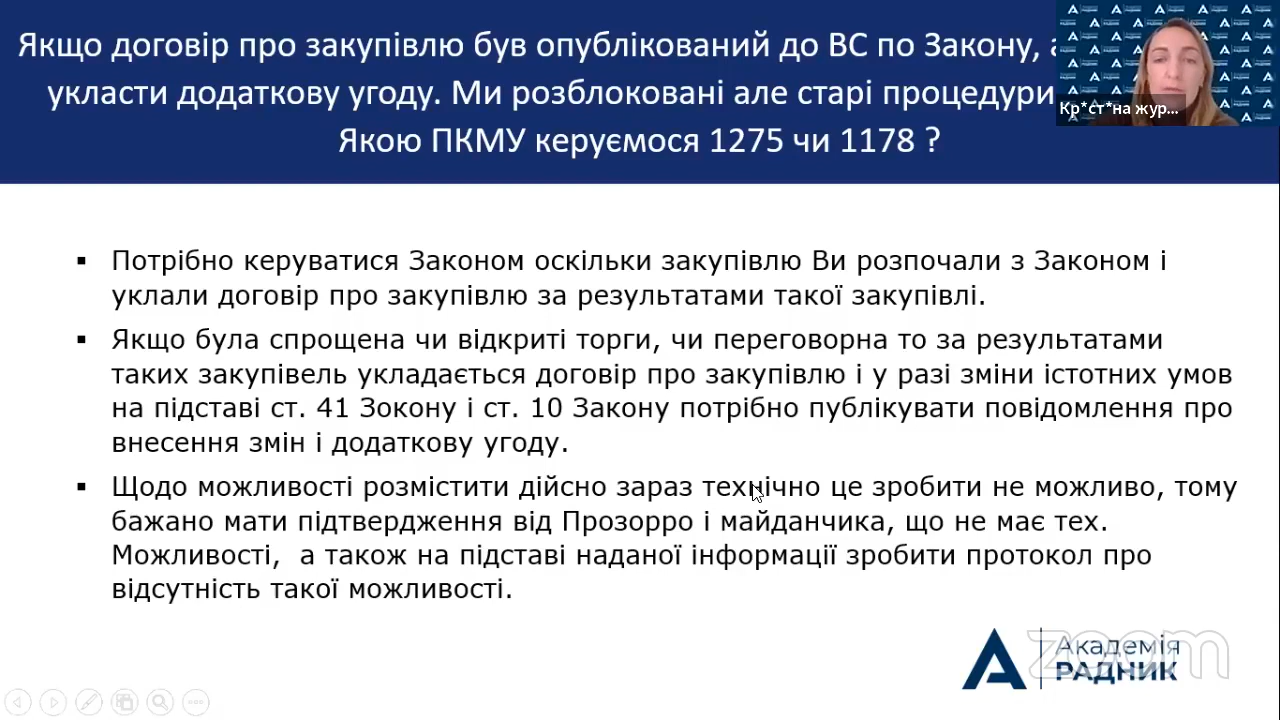 Якщо договір про закупівлю був опублікований до ВС по Закону,
укласти додаткову угоду. Ми розблоковані але старі процедури
Якою ПКМУ керуємося 1275 чи 1178 ?
Кр*ст*на жур...
▪ Потрібно керуватися Законом оскільки закупівлю Ви розпочали з Законом і
уклали договір про закупівлю за результатами такої закупівлі.
▪ Якщо була спрощена чи відкриті торги, чи переговорна то за результатами
таких закупівель укладається договір про закупівлю і у разі зміни істотних умов
на підставі ст. 41 Зокону і ст. 10 Закону потрібно публікувати повідомлення про
внесення змін і додаткову угоду.
▪ Щодо можливості розмістити дійсно зараз технічно це зробити не можливо, тому
бажано мати підтвердження від Прозорро і майданчика, що не має тех.
Можливості, а також на підставі наданої інформації зробити протокол про
відсутність такої можливості.
Академія
РАДНИК
zoom